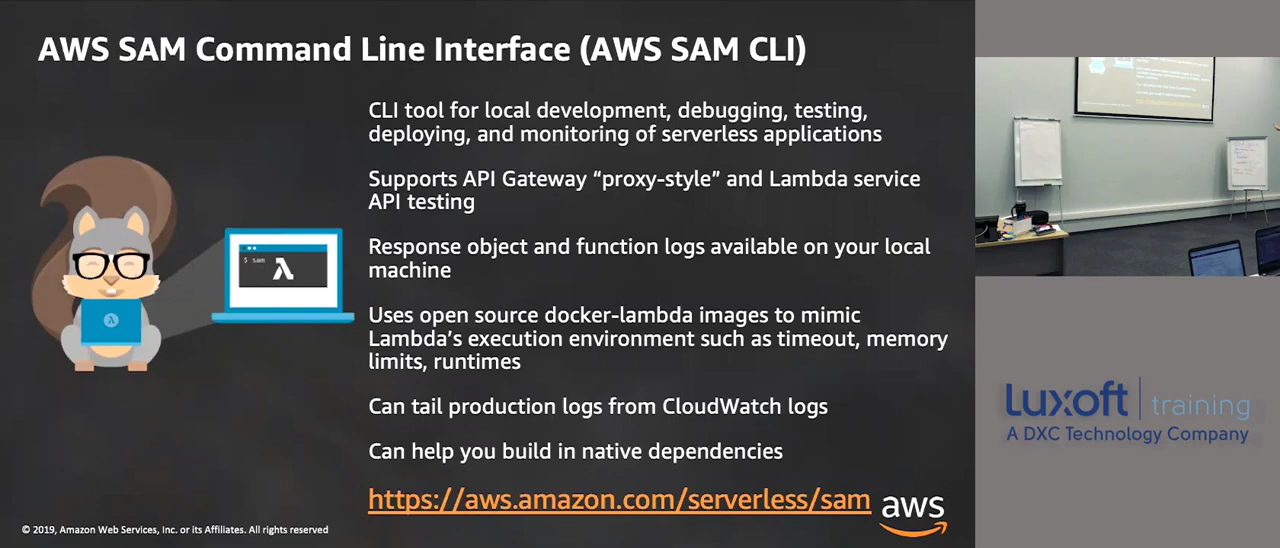 AWS SAM Command Line Interface (AWS SAM CLI)
CLI tool for local development, debugging, testing,
deploying, and monitoring of serverless applications
Supports API Gateway “proxy-style” and Lambda service
API testing
Response object and function logs available on your local
machine
Uses open source docker-lambda images to mimic
Lambda’s execution environment such as timeout, memory
limits, runtimes
Can tail production logs from CloudWatch logs
Can help you build in native dependencies
https://aws.amazon.com/serverless/sam
aws
$ sam
λ
λ
© 2019, Amazon Web Services, Inc. or its Affiliates. All rights reserved
Luxoft training
A DXC Technology Company